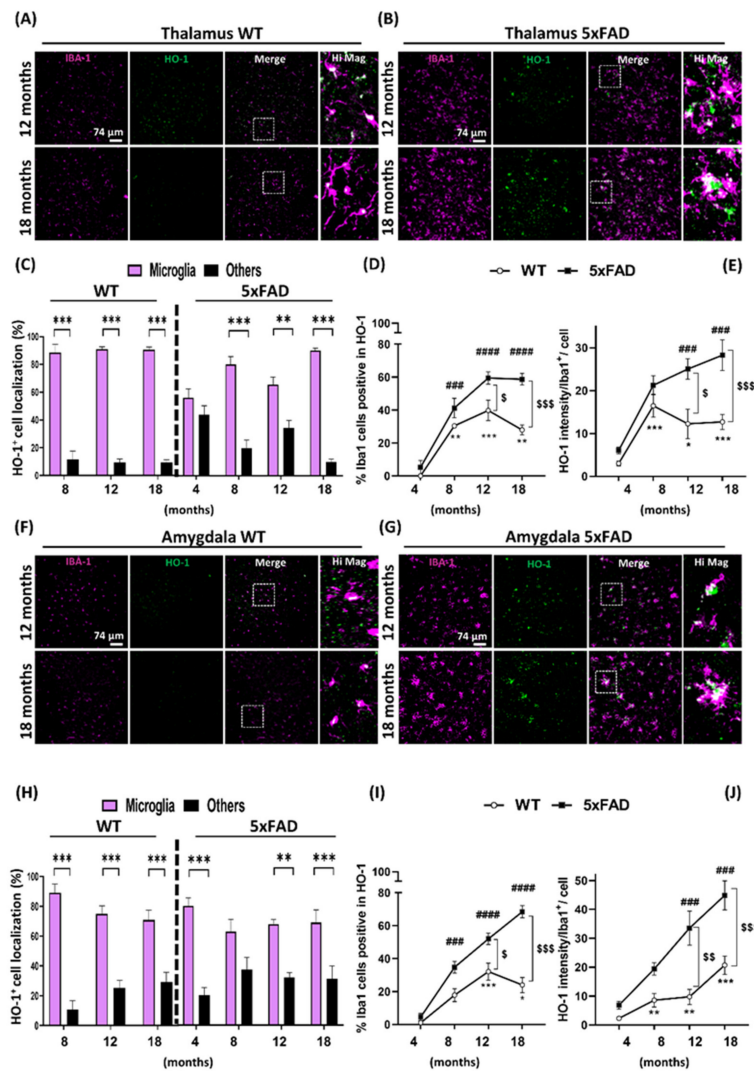 (A) Thalamus WT
(B) Thalamus 5xFAD
IBA-1 HO-1 Merge Hi Mag
IBA-1 HO-1 Merge Hi Mag
12 months
74 µm
18 months
12 months
74 µm
18 months
(C) Microglia Others
WT 5xFAD
*** *** *** *** ** ***
HO-1+ cell localization (%)
100
80
60
40
20
0
8 12 18 4 8 12 18
(months)
(D) WT 5xFAD (E)
% Iba1 cells positive in HO-1
100
80
60
40
20
0
### #### ####
$ $$$
** *** **
4 8 12 18
(months)
HO-1 intensity/Iba1+/ cell
100
30
20
10
0
### ###
$ $$$
*** * ***
4 8 12 18
(months)
(F) Amygdala WT
(G) Amygdala 5xFAD
IBA-1 HO-1 Merge Hi Mag
IBA-1 HO-1 Merge Hi Mag
12 months
74 µm
18 months
12 months
74 µm
18 months
(H) Microglia Others
WT 5xFAD
*** *** *** *** ** ***
HO-1+ cell localization (%)
100
80
60
40
20
0
8 12 18 4 8 12 18
(months)
(I) WT 5xFAD (J)
% Iba1 cells positive in HO-1
100
80
60
40
20
0
### #### ####
$ $$$
*** *
4 8 12 18
(months)
HO-1 intensity/Iba1+/ cell
100
50
40
30
20
10
0
### ###
$$ $$
** ** ***
4 8 12 18
(months)